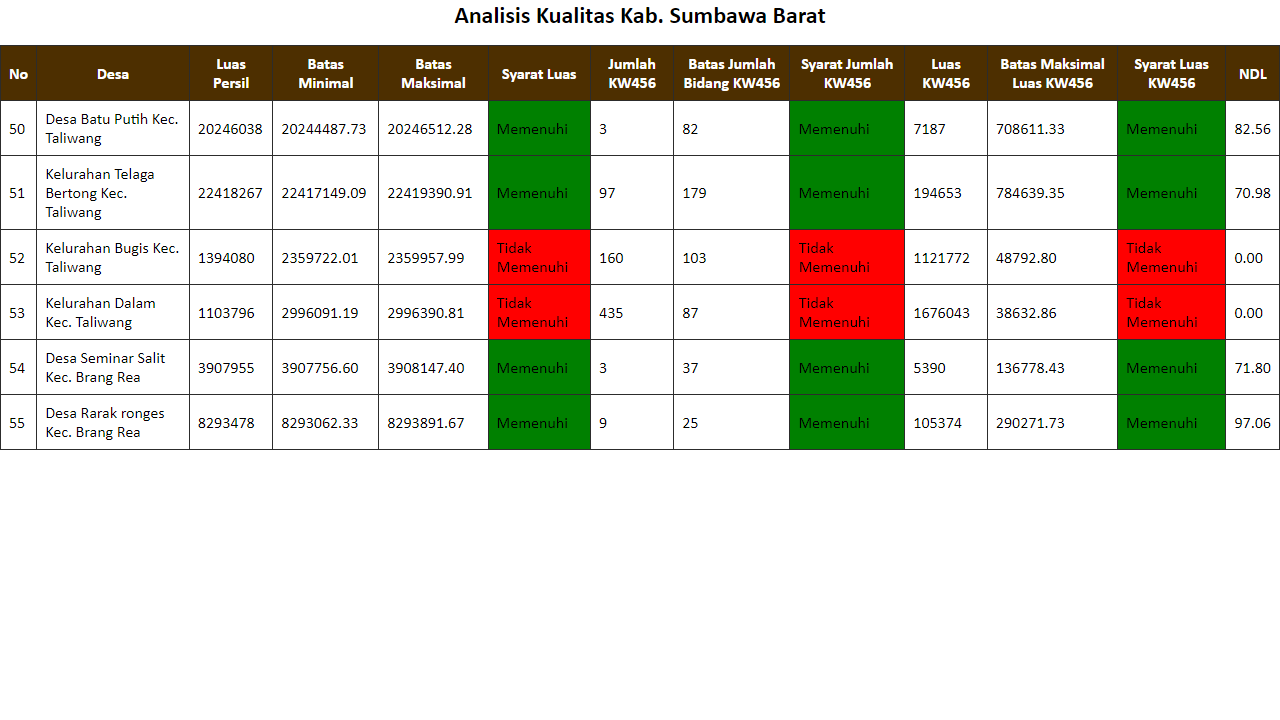 Analisis Kualitas Kab. Sumbawa Barat
No Desa Luas Persil Batas Minimal Batas Maksimal Syarat Luas Jumlah KW456 Batas Jumlah Bidang KW456 Syarat Jumlah KW456 Luas KW456 Batas Maksimal Luas KW456 Syarat Luas KW456 NDL
50 Desa Batu Putih Kec. Taliwang 20246038 20244487.73 20246512.28 Memenuhi 3 82 Memenuhi 7187 708611.33 Memenuhi 82.56
51 Kelurahan Telaga Bertong Kec. Taliwang 22418267 22417149.09 22419390.91 Memenuhi 97 179 Memenuhi 194653 784639.35 Memenuhi 70.98
52 Kelurahan Bugis Kec. Taliwang 1394080 2359722.01 2359957.99 Tidak Memenuhi 160 103 Tidak Memenuhi 1121772 48792.80 Tidak Memenuhi 0.00
53 Kelurahan Dalam Kec. Taliwang 1103796 2996091.19 2996390.81 Tidak Memenuhi 435 87 Tidak Memenuhi 1676043 38632.86 Tidak Memenuhi 0.00
54 Desa Seminar Salit Kec. Brang Rea 3907955 3907756.60 3908147.40 Memenuhi 3 37 Memenuhi 5390 136778.43 Memenuhi 71.80
55 Desa Rarak ronges Kec. Brang Rea 8293478 8293062.33 8293891.67 Memenuhi 9 25 Memenuhi 105374 290271.73 Memenuhi 97.06